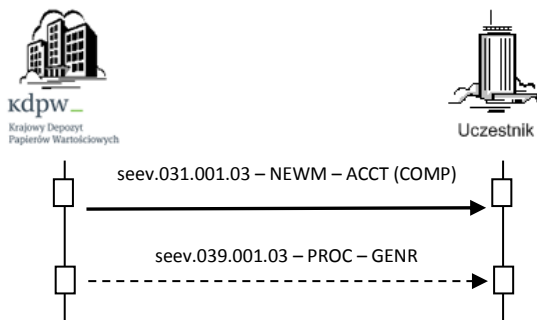 kdpw_
Krajowy Depozyt
Papierów Wartościowych
Uczestnik
seev.031.001.03 – NEWM – ACCT (COMP)
seev.039.001.03 – PROC – GENR